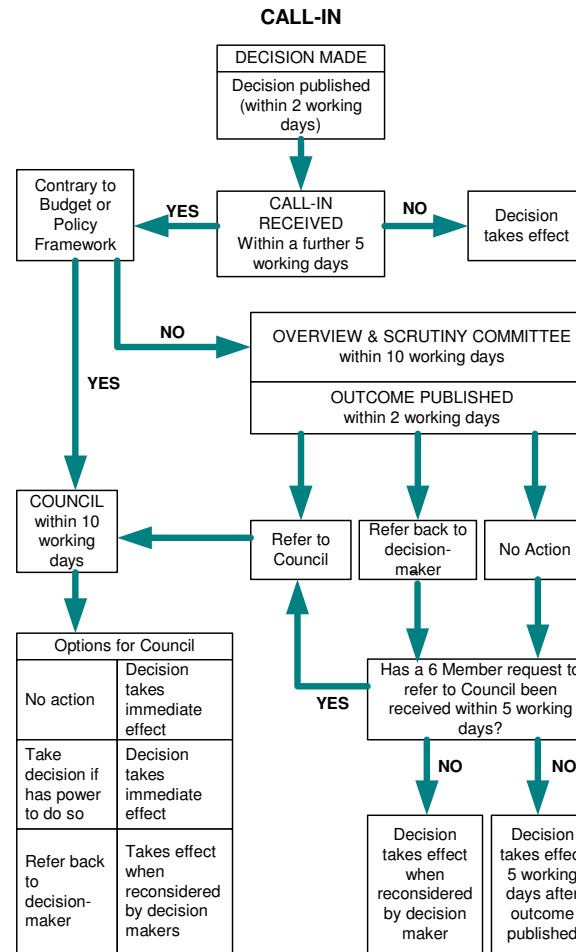 CALL-IN
DECISION MADE
Decision published
(within 2 working
days)
Contrary to
Budget or
Policy
Framework
YES
CALL-IN
RECEIVED
Within a further 5
working days
NO
Decision
takes effect
NO
OVERVIEW & SCRUTINY COMMITTEE
within 10 working days
YES
OUTCOME PUBLISHED
within 2 working days
COUNCIL
within 10
working
days
Refer to
Council
Refer back to
decision-
maker
No Action
Options for Council
No action
Decision
takes
immediate
effect
Take
decision if
has power
to do so
Decision
takes
immediate
effect
Refer back
to
decision-
maker
Takes effect
when
reconsidered
by decision
makers
YES
Has a 6 Member request to
refer to Council been
received within 5 working
days?
NO
NO
Decision
takes effect
when
reconsidered
by decision
maker
Decision
takes effect
5 working
days after
outcome
published